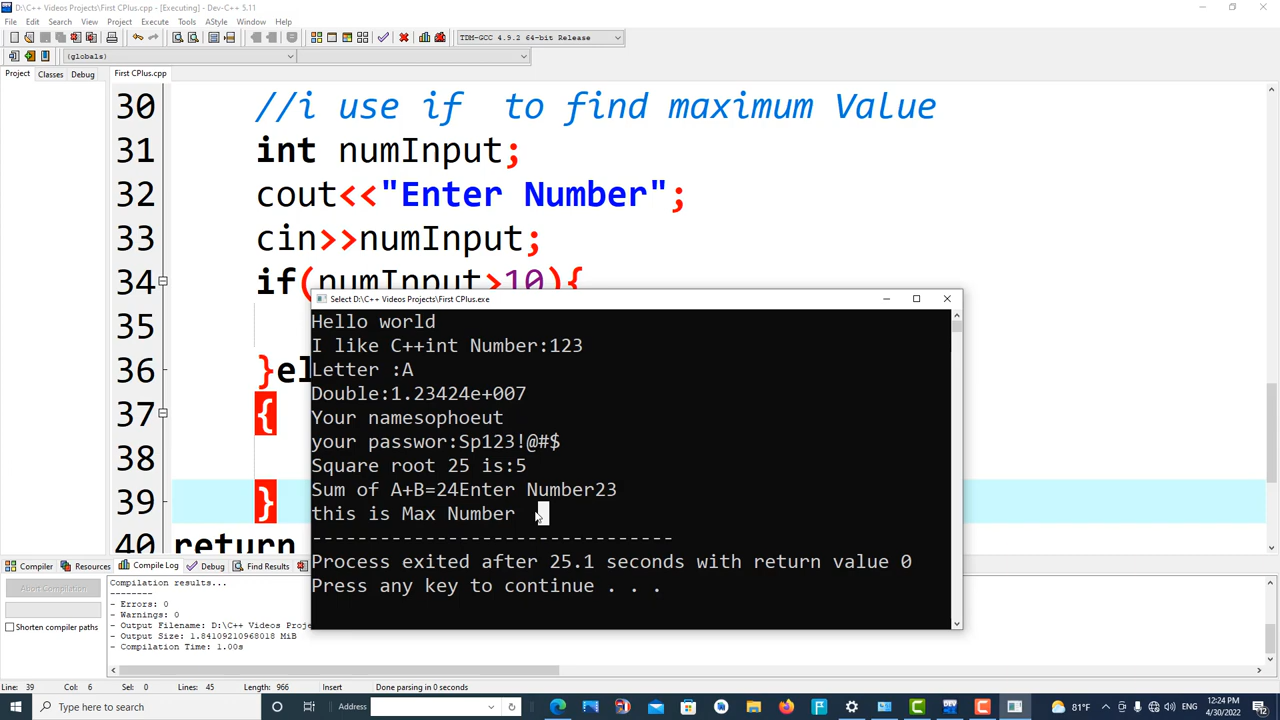 D:\C++ Videos Projects\First CPlus.cpp - [Executing] - Dev-C++ 5.11
File Edit Search View Project Execute Tools AStyle Window Help
TDM-GCC 4.9.2 64-bit Release
(globals)
Project Classes Debug First CPlus.cpp
30 //i use if  to find maximum Value
31 int numInput;
32 cout<<"Enter Number";
33 cin>>numInput;
34 if(numInput>10){
35
36 }el
37 {
38
39 }
40 return
Select D:\C++ Videos Projects\First CPlus.exe
Hello world
I like C++int Number:123
Letter :A
Double:1.23424e+007
Your namesophoeut
your passwor:Sp123!@#$
Square root 25 is:5
Sum of A+B=24Enter Number23
this is Max Number
--------------------------------
Process exited after 25.1 seconds with return value 0
Press any key to continue . . .
Compiler Resources Compile Log Debug Find Results
Abort Compilation
Shorten compiler paths
Compilation results...
--------
- Errors: 0
- Warnings: 0
- Output Filename: D:\C++ Videos Proj
- Output Size: 1.84109210968018 MiB
- Compilation Time: 1.00s
Line: 39 Col: 6 Sel: 0 Lines: 45 Length: 966 Insert Done parsing in 0 seconds
Type here to search
Address
81°F
12:24 PM
4/30/2022
12